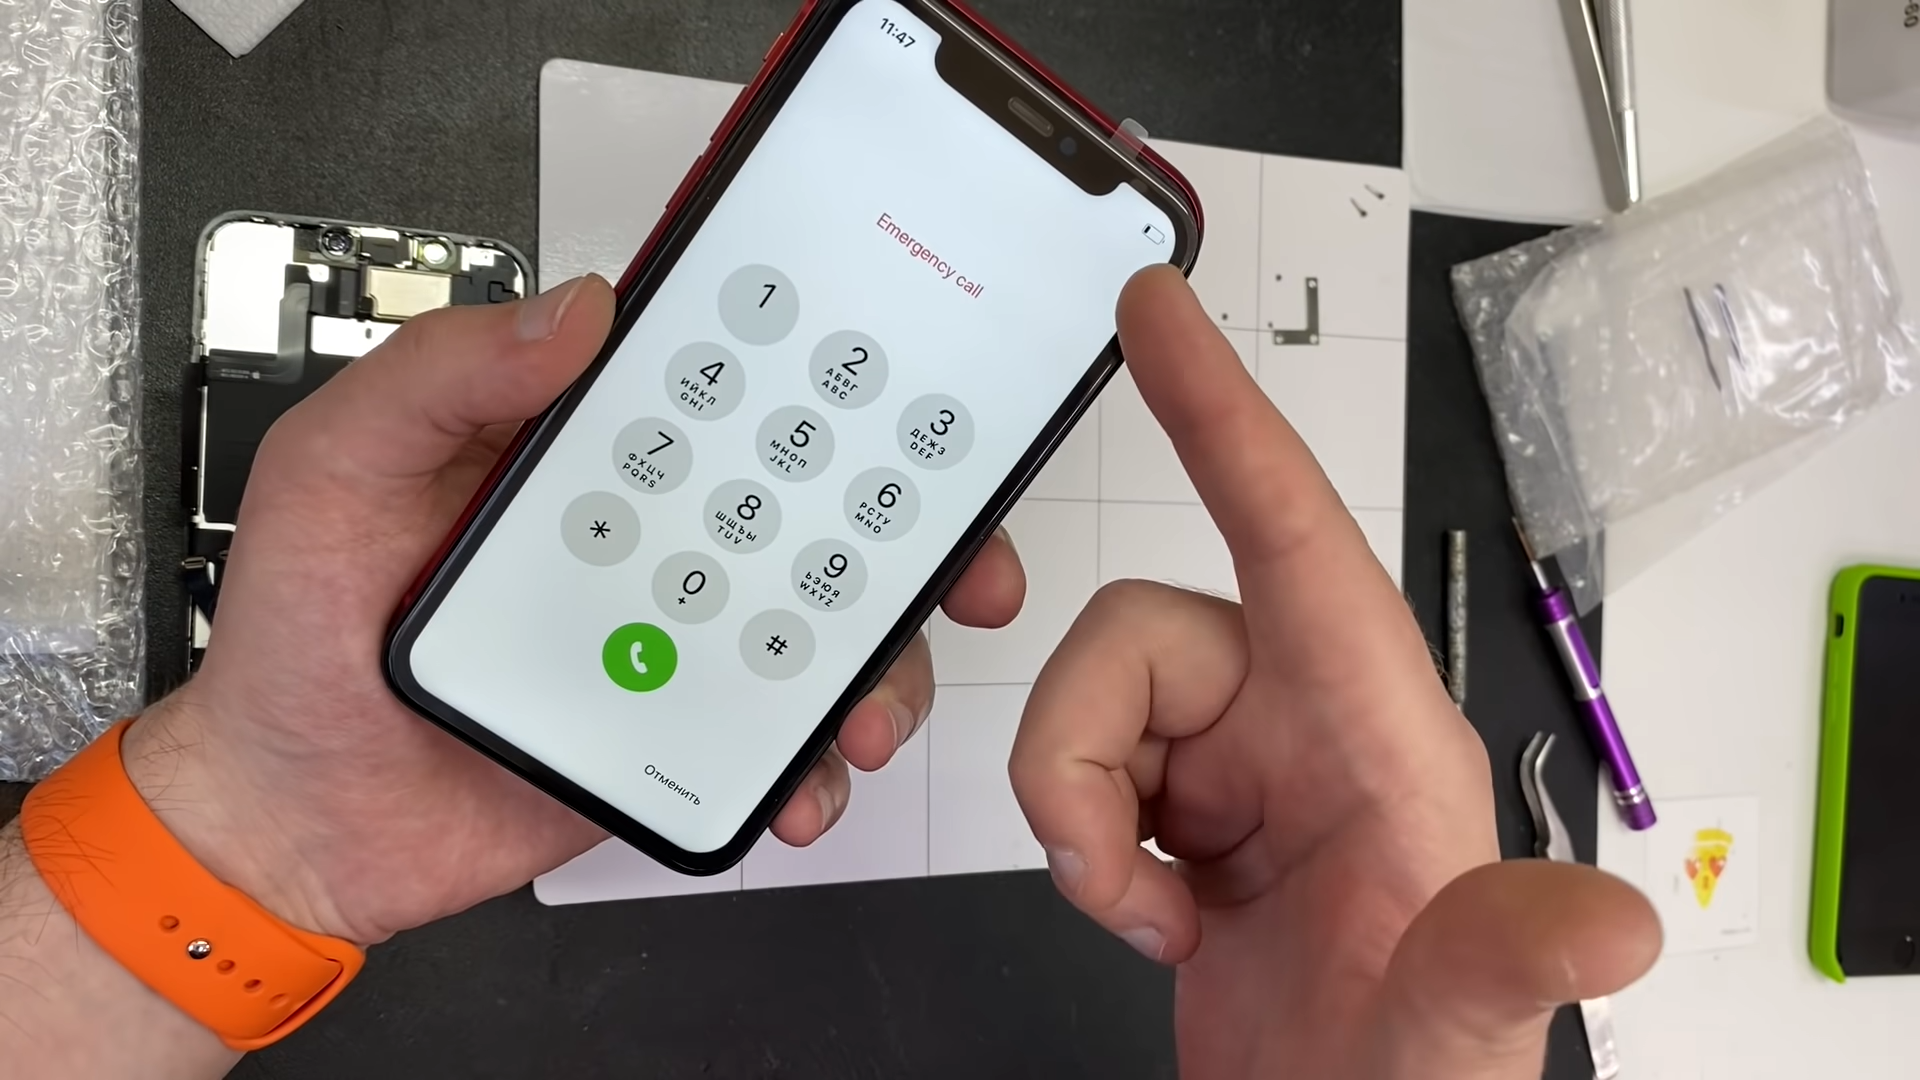 11:47
Emergency call
1
2
АБВГ
ABC
3
ДЕЖЗ
DEF
4
ИЙКЛ
GHI
5
МНОП
JKL
6
РСТУ
MNO
7
ФХЦЧ
PQRS
8
ШЩЪЫ
TUV
9
ЬЭЮЯ
WXYZ
*
0
+
#
Отменить